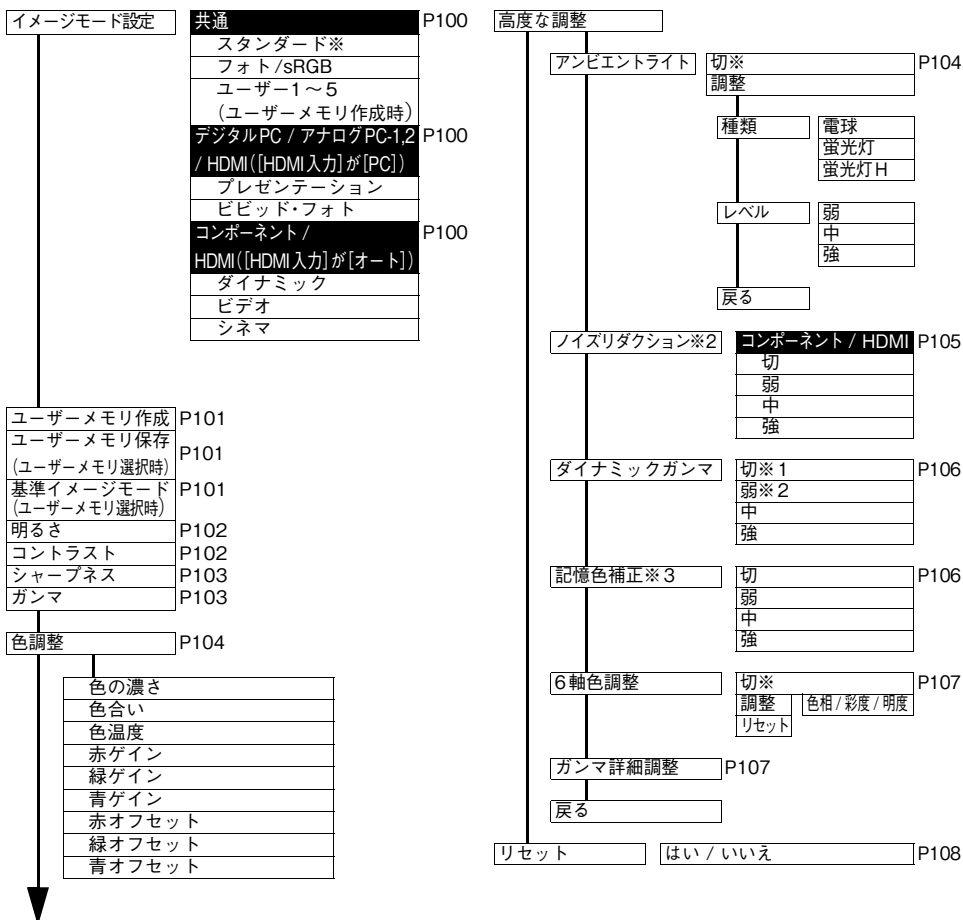 イメージモード設定
共通 P100
スタンダード※
フォト/sRGB
ユーザー1〜5
(ユーザーメモリ作成時)
デジタルPC / アナログPC-1,2 P100
/ HDMI([HDMI入力]が[PC])
プレゼンテーション
ビビッド・フォト
コンポーネント / P100
HDMI([HDMI入力]が[オート])
ダイナミック
ビデオ
シネマ
ユーザーメモリ作成 P101
ユーザーメモリ保存
(ユーザーメモリ選択時) P101
基準イメージモード P101
(ユーザーメモリ選択時)
明るさ P102
コントラスト P102
シャープネス P103
ガンマ P103
色調整 P104
色の濃さ
色合い
色温度
赤ゲイン
緑ゲイン
青ゲイン
赤オフセット
緑オフセット
青オフセット
高度な調整
アンビエントライト 切※ P104
調整
種類 電球
蛍光灯
蛍光灯H
レベル 弱
中
強
戻る
ノイズリダクション※2 コンポーネント / HDMI P105
切
弱
中
強
ダイナミックガンマ 切※1 P106
弱※2
中
強
記憶色補正※3 切 P106
弱
中
強
6軸色調整 切※ P107
調整 色相/彩度/明度
リセット
ガンマ詳細調整 P107
戻る
リセット はい / いいえ P108